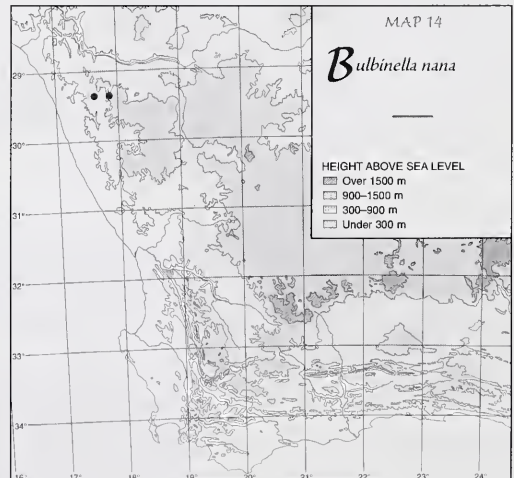 MAP 14
Bulbinella nana
HEIGHT ABOVE SEA LEVEL
Over 1500 m
900–1500 m
300–900 m
Under 300 m
29°
30°
31°
32°
33°
34°
16° 17° 18° 19° 20° 21° 22° 23° 24°